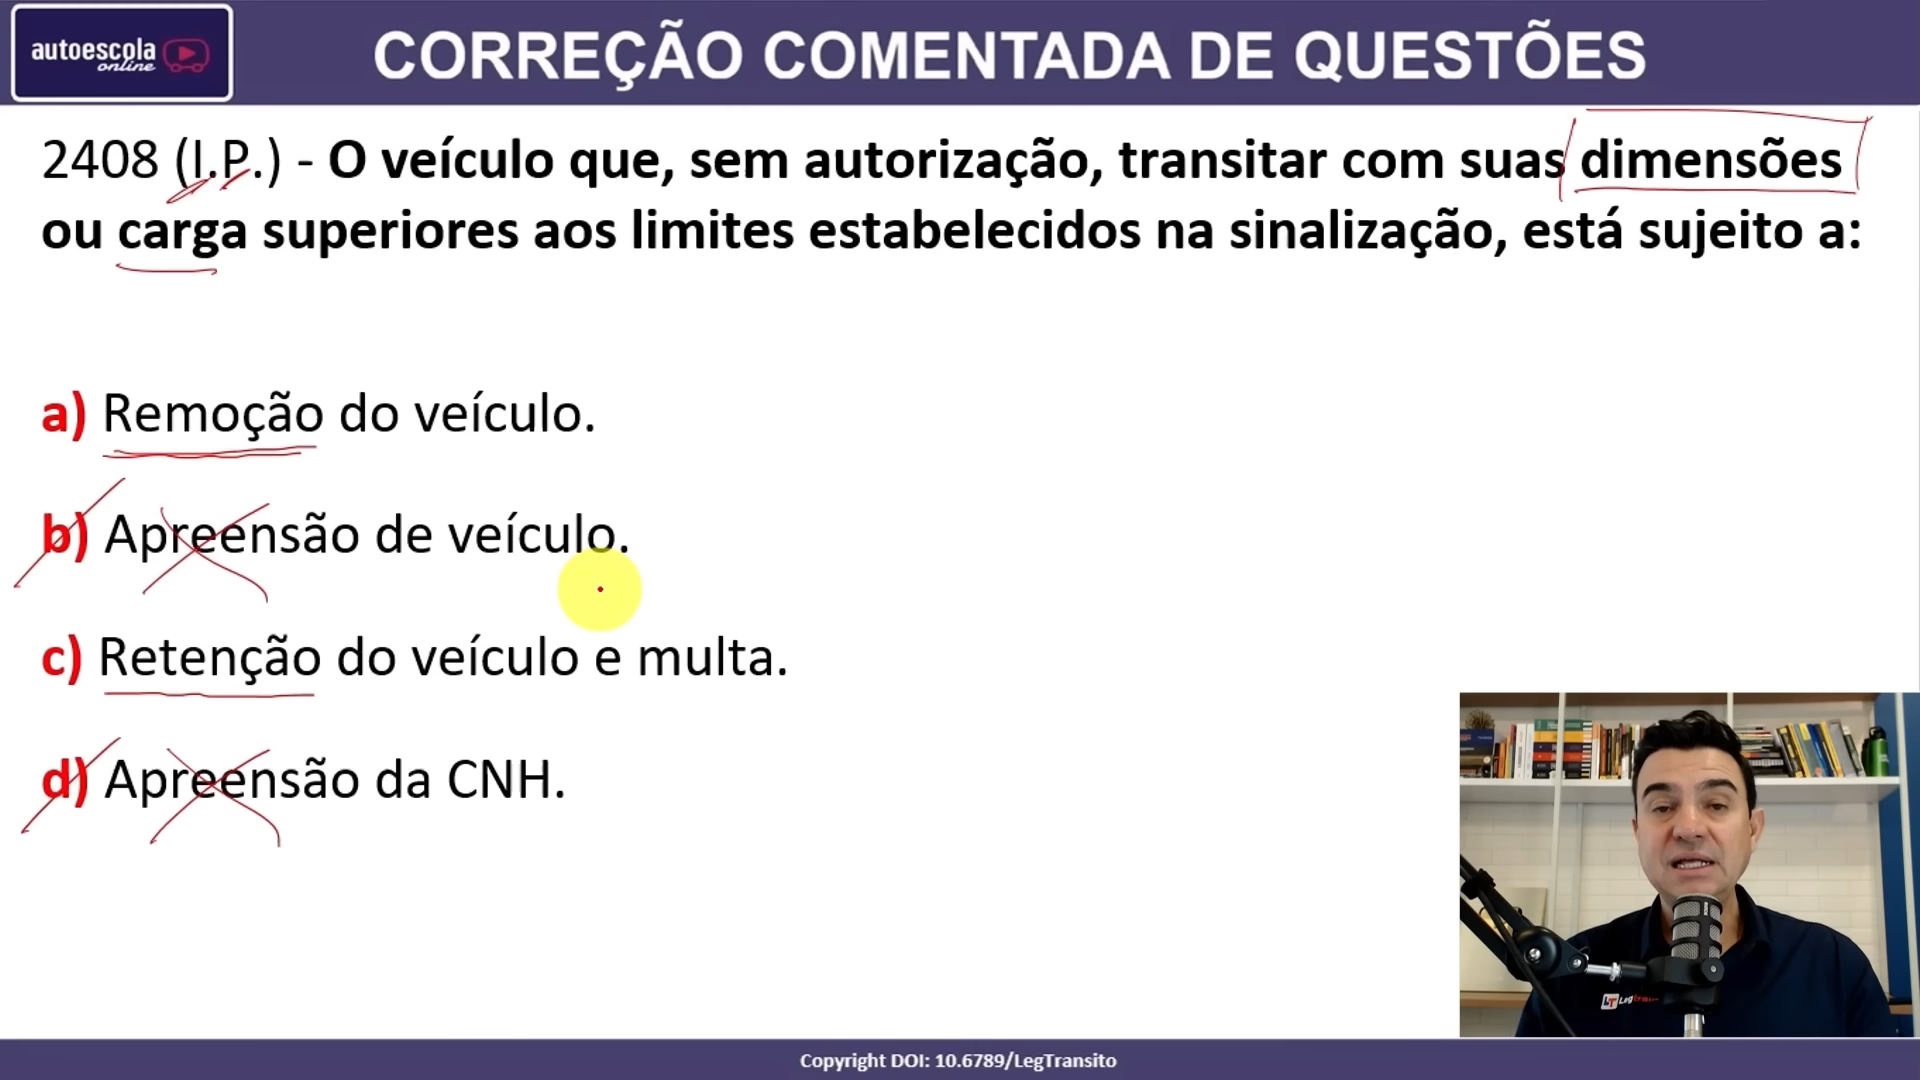 autoescola
online
CORREÇÃO COMENTADA DE QUESTÕES
2408 (I.P.) - O veículo que, sem autorização, transitar com suas dimensões
ou carga superiores aos limites estabelecidos na sinalização, está sujeito a:
a) Remoção do veículo.
b) Apreensão de veículo.
c) Retenção do veículo e multa.
d) Apreensão da CNH.
Copyright DOI: 10.6789/LegTransito